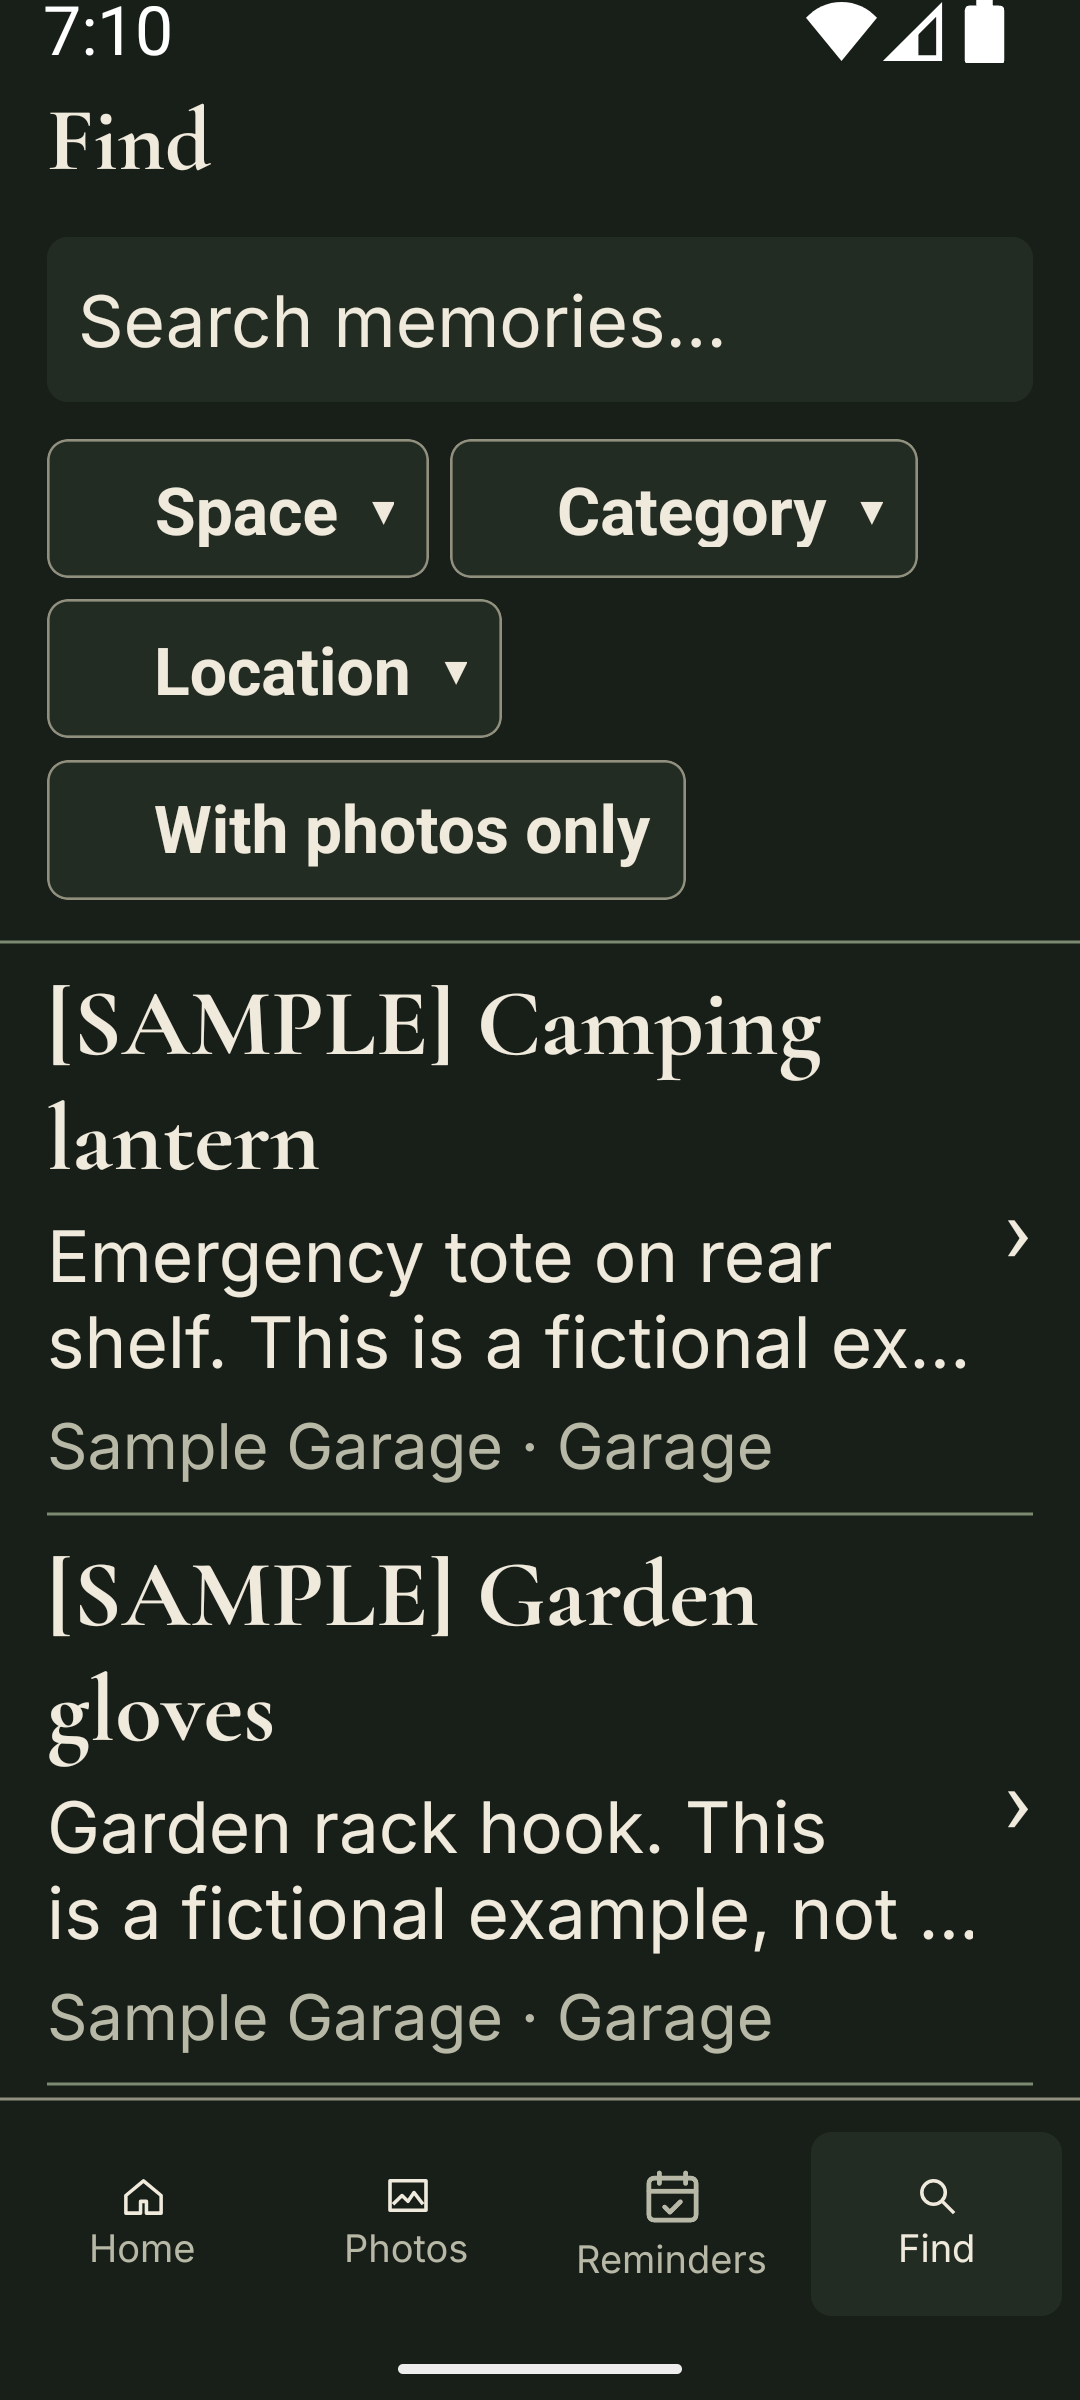 7:10
Find
Search memories...
Space ▼
Category ▼
Location ▼
With photos only
[SAMPLE] Camping
lantern
Emergency tote on rear
shelf. This is a fictional ex...
›
Sample Garage · Garage
[SAMPLE] Garden
gloves
Garden rack hook. This
is a fictional example, not ...
›
Sample Garage · Garage
Home
Photos
Reminders
Find